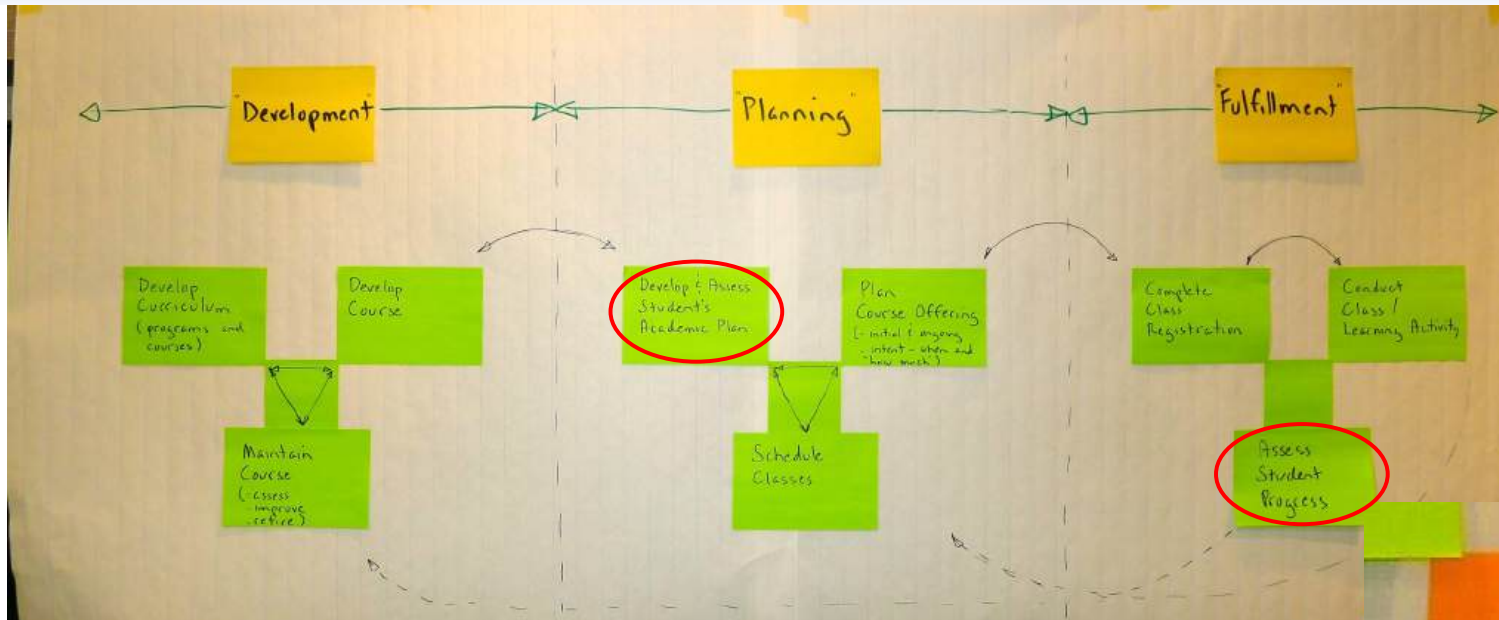 "Development"
"Planning"
"Fulfillment"
Develop
Curriculum
(programs and
courses)
Develop
Course
Maintain
Course
(-assess
-improve
-retire)
Develop & Assess
Student's
Academic Plan
Plan
Course Offering
(-initial & ongoing
-intent - when and
how much)
Schedule
Classes
Complete
Class
Registration
Conduct
Class /
Learning Activity
Assess
Student
Progress